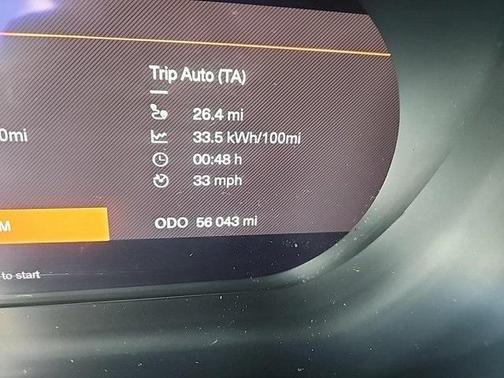 Trip Auto (TA)
26.4 mi
0mi
33.5 kWh/100mi
00:48 h
33 mph
M
ODO 56 043 mi
to start